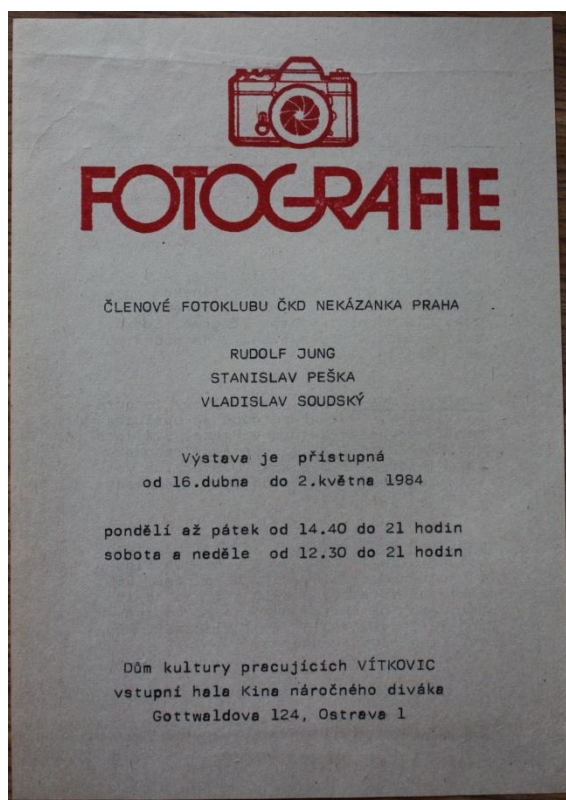 FOTOGRAFIE
ČLENOVÉ FOTOKLUBU ČKD NEKÁZANKA PRAHA
RUDOLF JUNG
STANISLAV PEŠKA
VLADISLAV SOUDSKÝ
Výstava je přístupná
od 16.dubna do 2.května 1984
pondělí až pátek od 14.40 do 21 hodin
sobota a neděle od 12.30 do 21 hodin
Dům kultury pracujících VÍTKOVIC
vstupní hala Kina náročného diváka
Gottwaldova 124, Ostrava 1